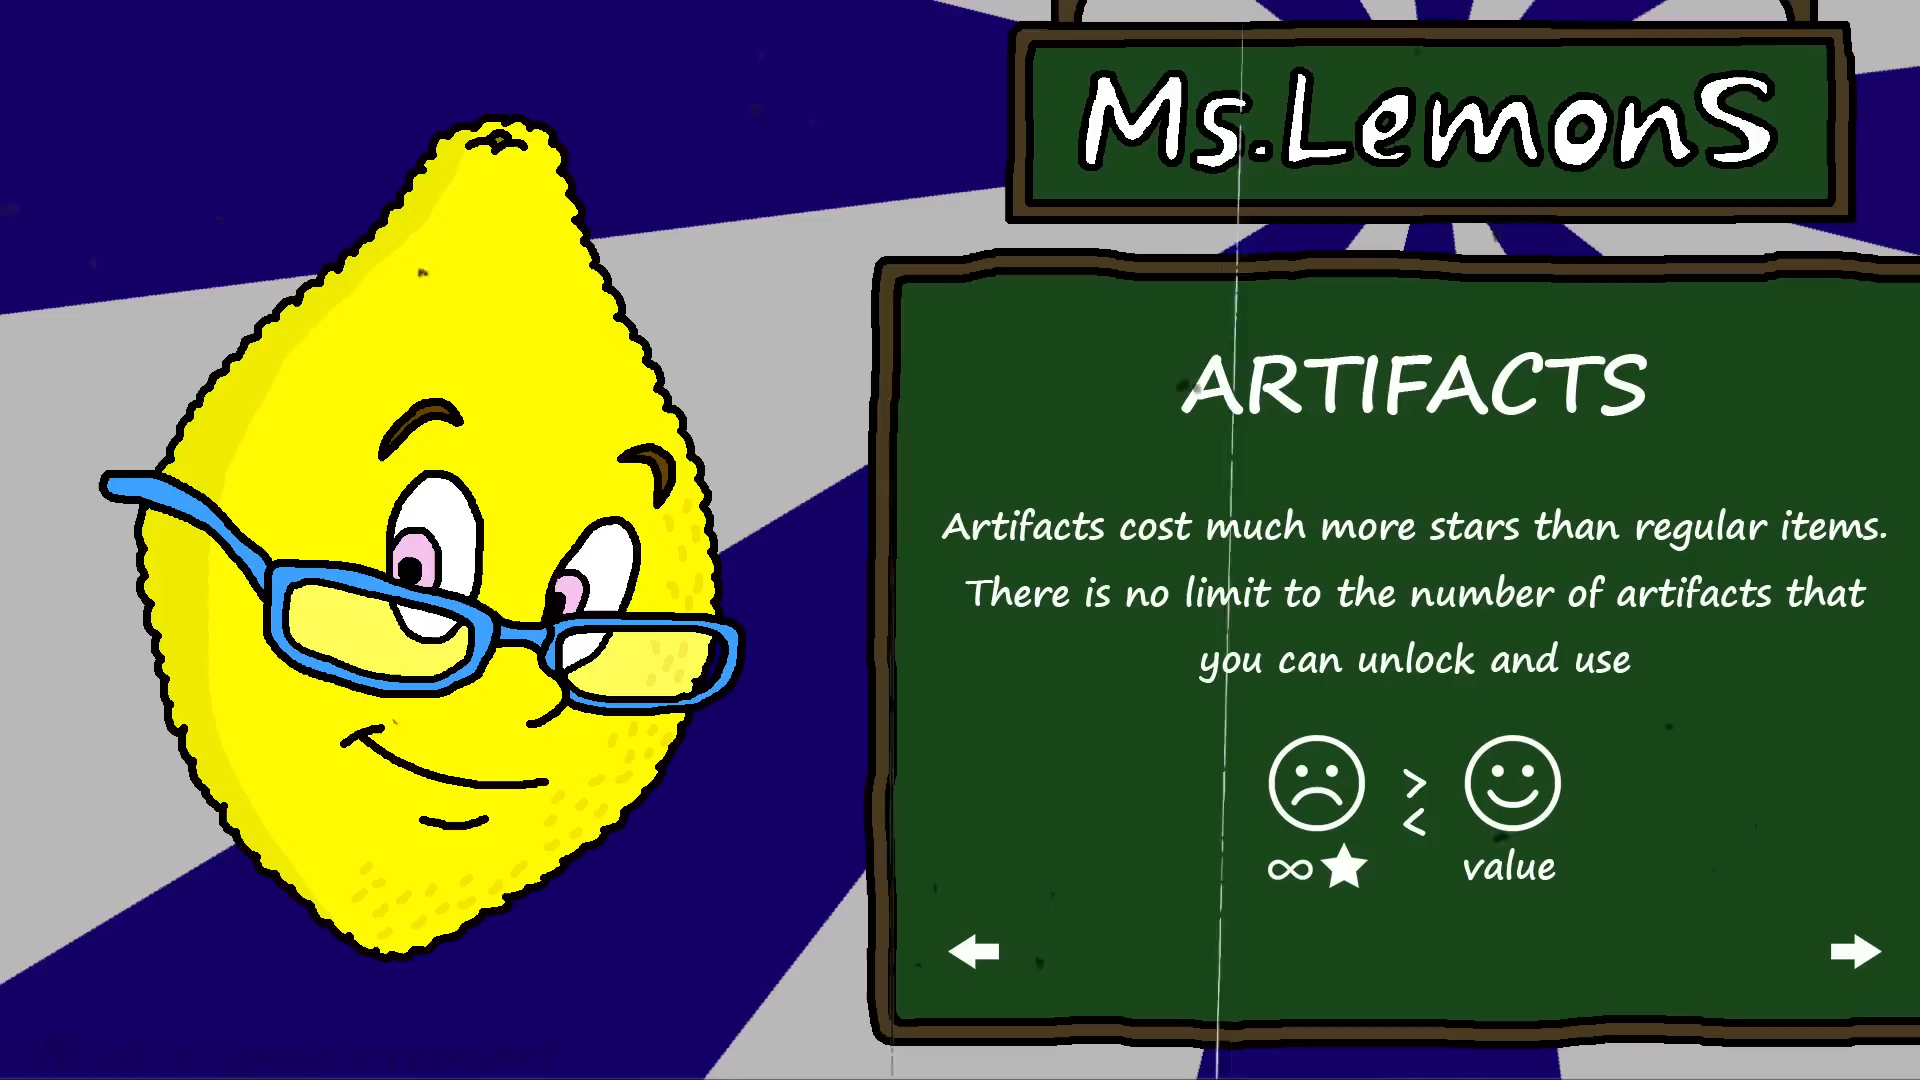 Ms.LemonS
ARTIFACTS
Artifacts cost much more stars than regular items.
There is no limit to the number of artifacts that
you can unlock and use
>
<
∞★ value